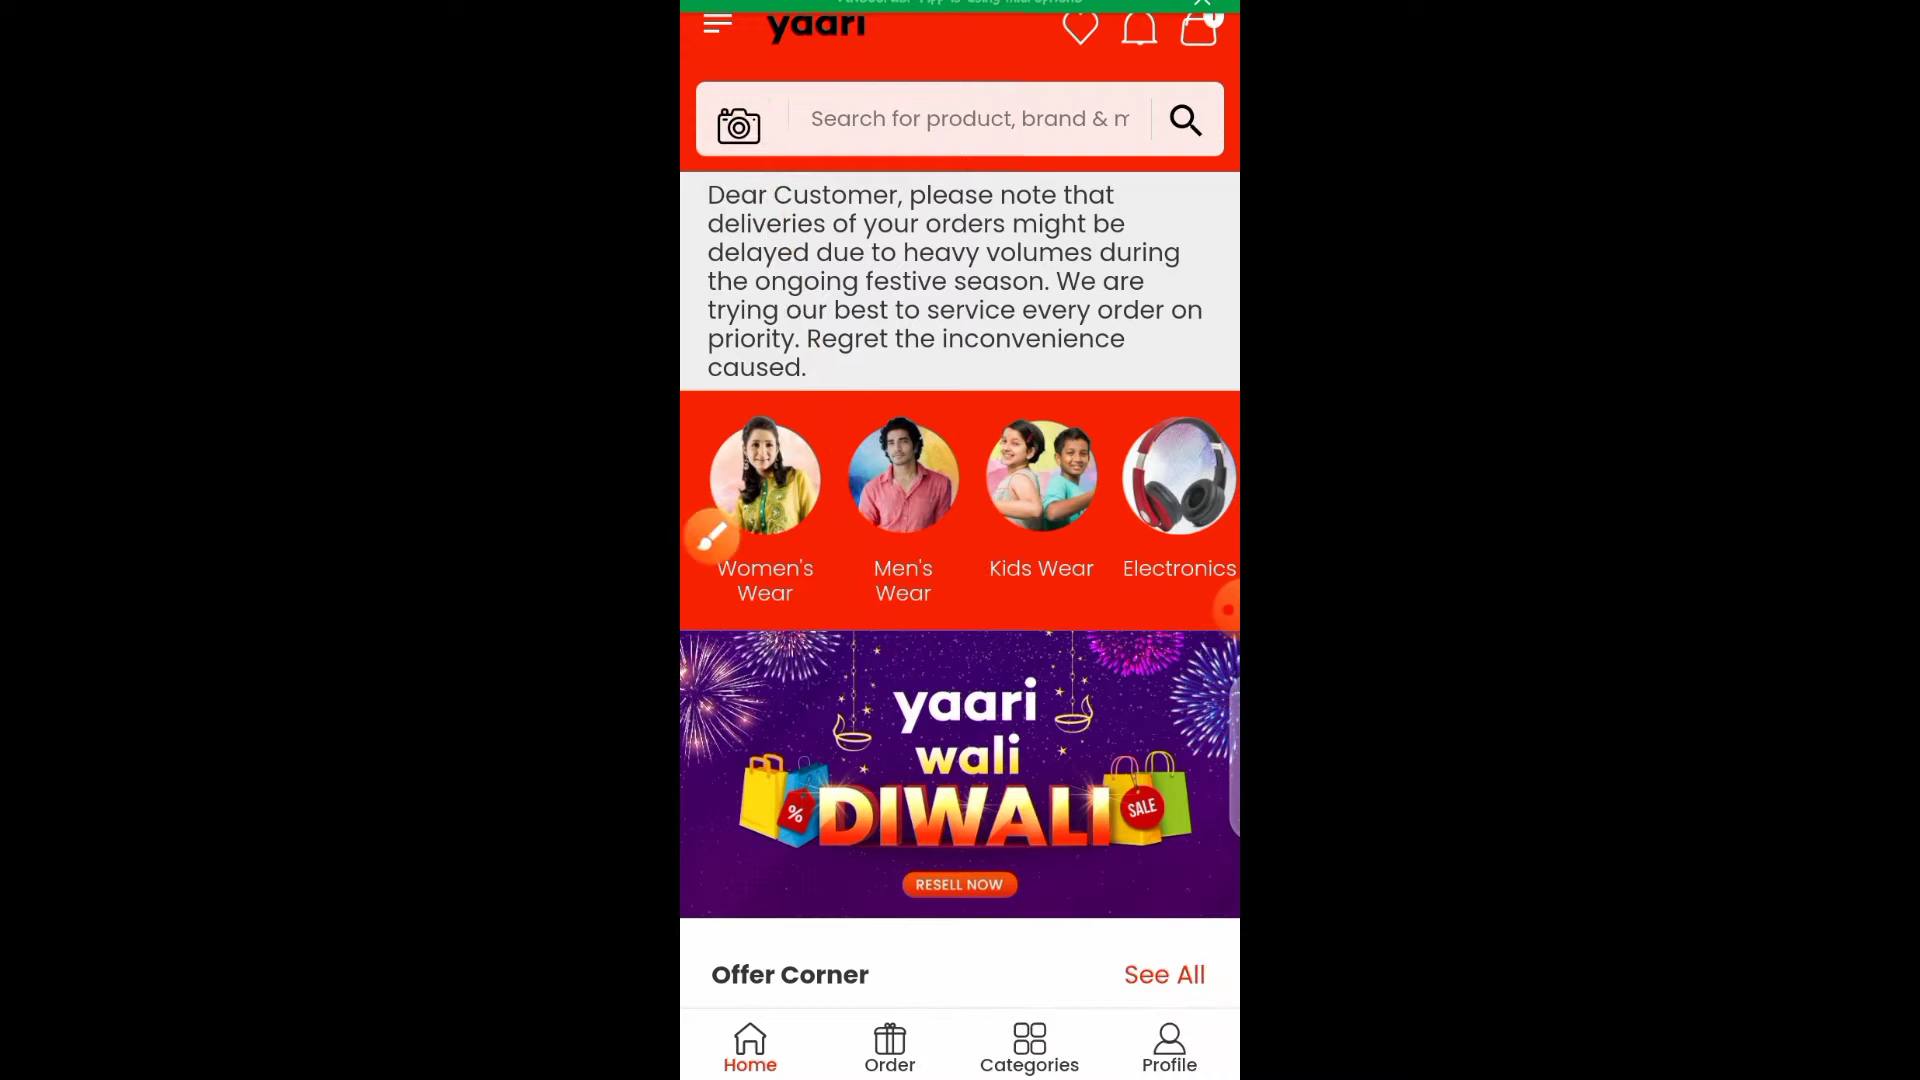 yaari
1
Search for product, brand & m
Dear Customer, please note that
deliveries of your orders might be
delayed due to heavy volumes during
the ongoing festive season. We are
trying our best to service every order on
priority. Regret the inconvenience
caused.
Women's
Wear
Men's
Wear
Kids Wear
Electronics
yaari
wali
DIWALI
%
SALE
RESELL NOW
Offer Corner
See All
Home
Order
Categories
Profile